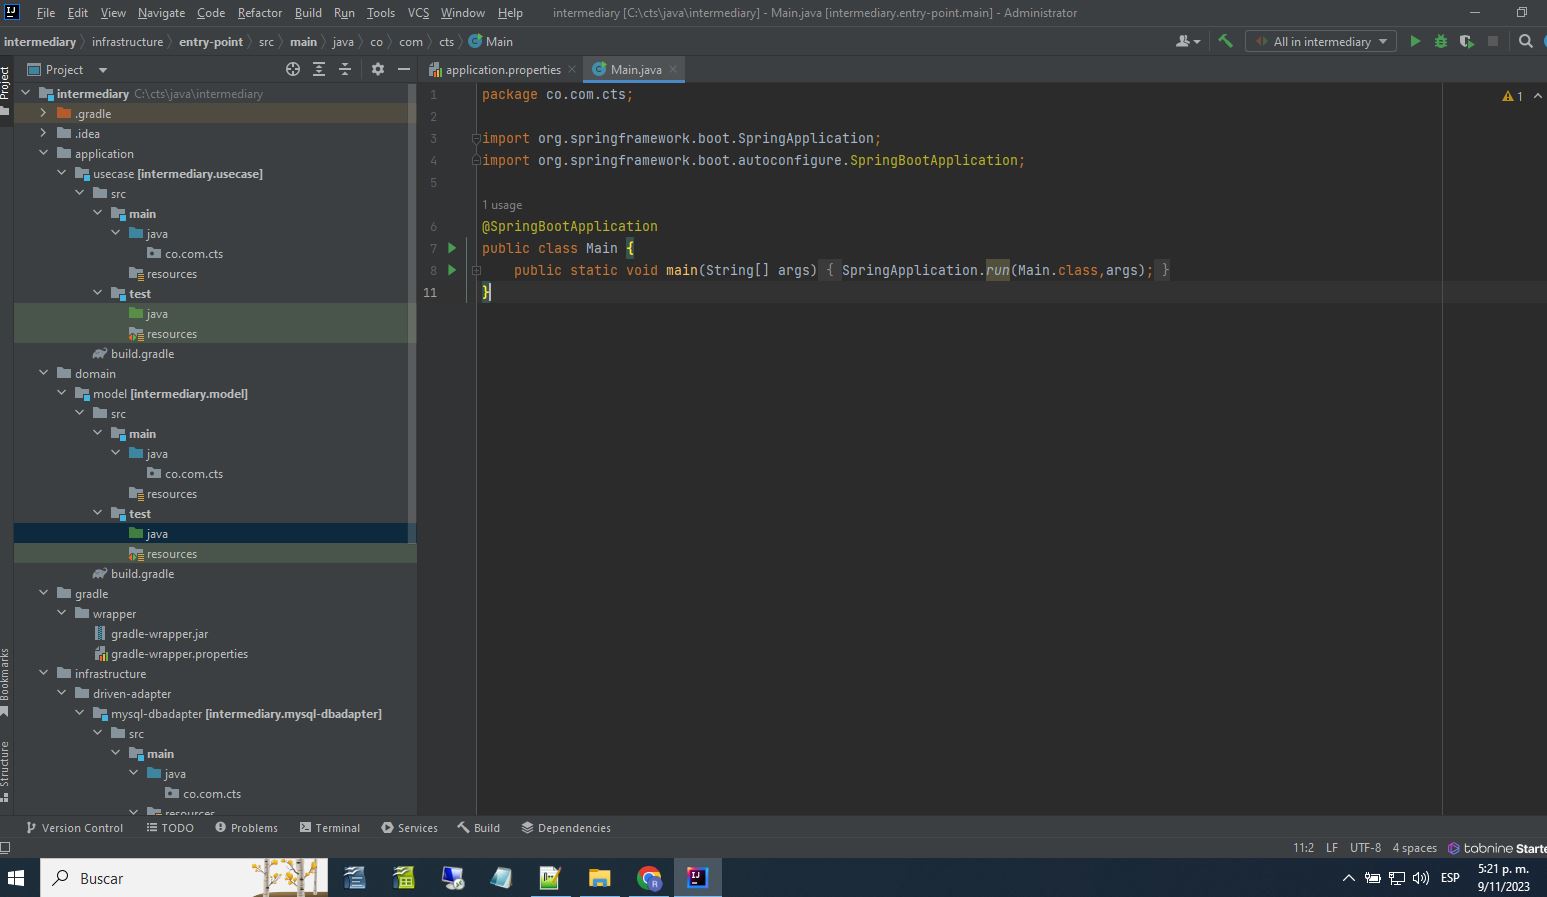 File Edit View Navigate Code Refactor Build Run Tools VCS Window Help intermediary [C:\cts\java\intermediary] - Main.java [intermediary.entry-point.main] - Administrator
intermediary infrastructure entry-point src main java co com cts Main All in intermediary
Project
Project
application.properties Main.java
intermediary C:\cts\java\intermediary
.gradle
.idea
application
usecase [intermediary.usecase]
src
main
java
co.com.cts
resources
test
java
resources
build.gradle
domain
model [intermediary.model]
src
main
java
co.com.cts
resources
test
java
resources
build.gradle
gradle
wrapper
gradle-wrapper.jar
gradle-wrapper.properties
infrastructure
driven-adapter
mysql-dbadapter [intermediary.mysql-dbadapter]
src
main
java
co.com.cts
resources
Bookmarks
Structure
1 package co.com.cts;
2
3 import org.springframework.boot.SpringApplication;
4 import org.springframework.boot.autoconfigure.SpringBootApplication;
5
1 usage
6 @SpringBootApplication
7 public class Main {
8 public static void main(String[] args) { SpringApplication.run(Main.class,args); }
11 }
1
Version Control TODO Problems Terminal Services Build Dependencies
11:2 LF UTF-8 4 spaces tabnine Starte
Buscar
ESP
5:21 p. m.
9/11/2023